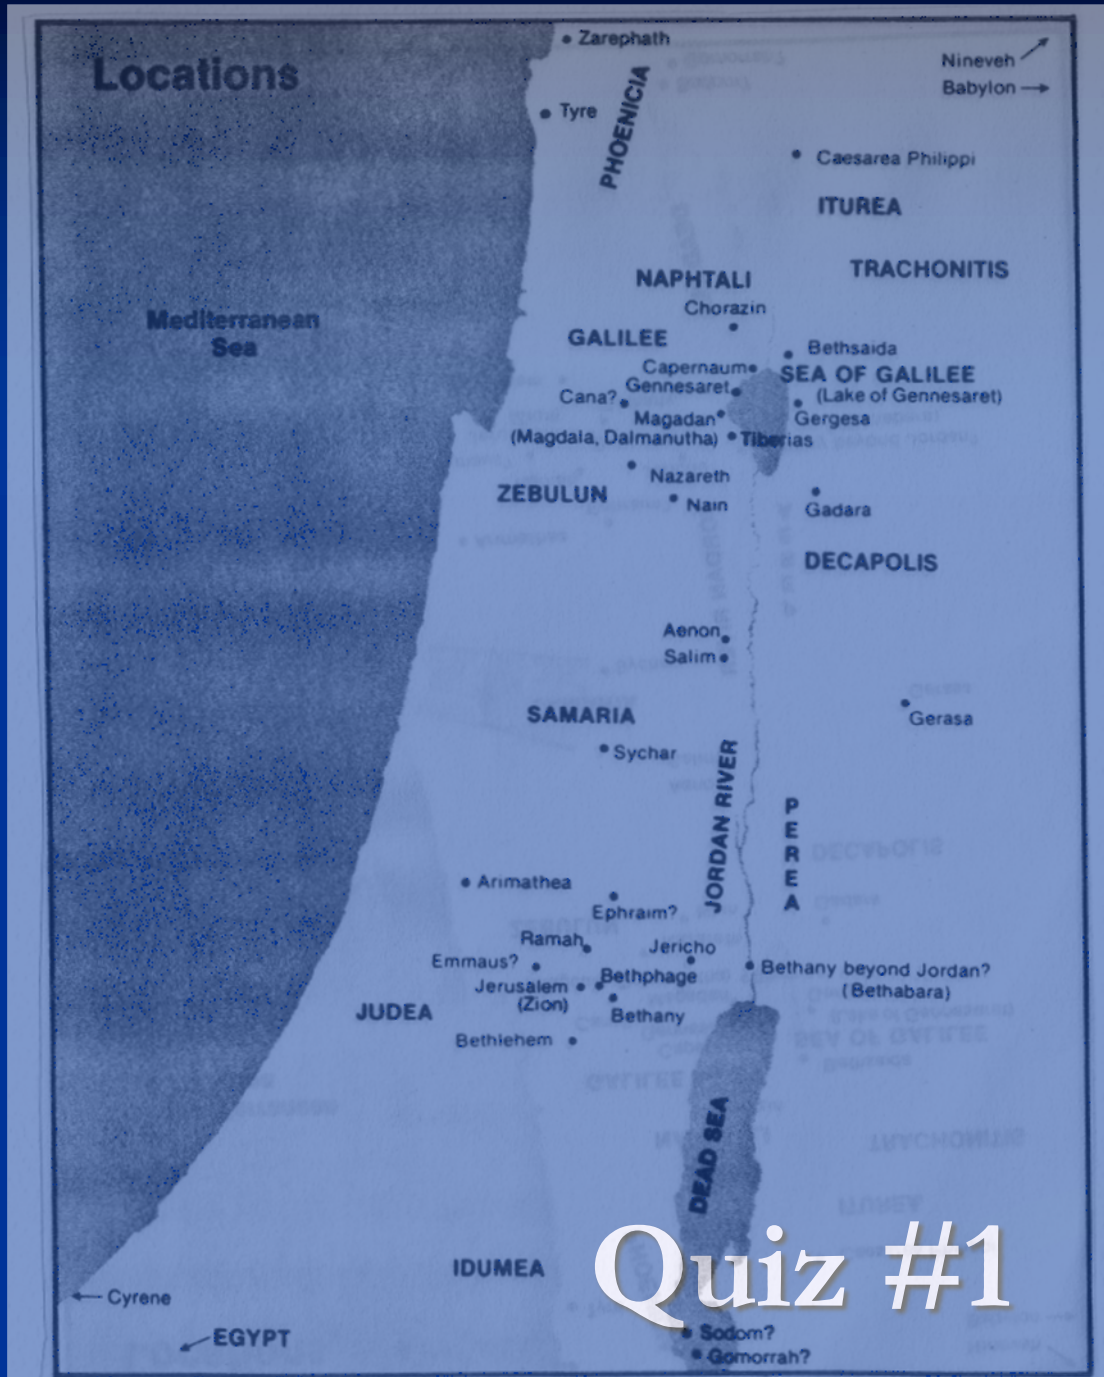 Locations
Zarephath
Nineveh
Babylon
PHOENICIA
Tyre
Caesarea Philippi
ITUREA
TRACHONITIS
NAPHTALI
Chorazin
Mediterranean
Sea
GALILEE
Bethsaida
Capernaum
SEA OF GALILEE
(Lake of Gennesaret)
Gennesaret
Cana?
Magadan
(Magdala, Dalmanutha)
Gergesa
Tiberias
Nazareth
ZEBULUN
Nain
Gadara
DECAPOLIS
Aenon
Salim
SAMARIA
Gerasa
Sychar
JORDAN RIVER
PEREA
Arimathea
Ephraim?
Ramah
Jericho
Emmaus?
Bethphage
Bethany beyond Jordan?
(Bethabara)
Jerusalem
(Zion)
Bethany
JUDEA
Bethlehem
DEAD SEA
IDUMEA
Quiz #1
Cyrene
EGYPT
Sodom?
Gomorrah?